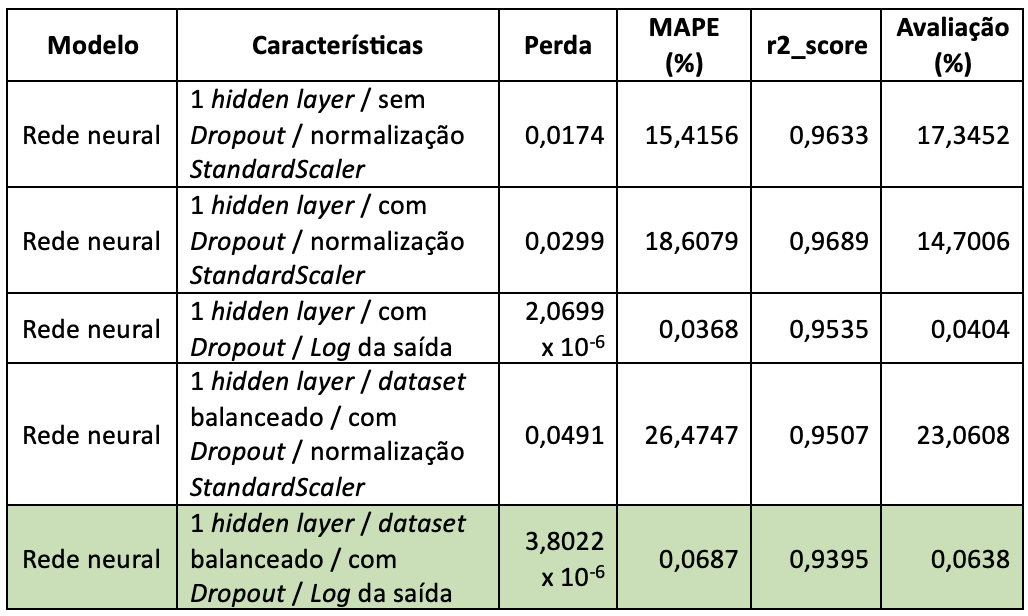 Modelo Características Perda MAPE (%) r2_score Avaliação (%)
Rede neural 1 hidden layer / sem Dropout / normalização StandardScaler 0,0174 15,4156 0,9633 17,3452
Rede neural 1 hidden layer / com Dropout / normalização StandardScaler 0,0299 18,6079 0,9689 14,7006
Rede neural 1 hidden layer / com Dropout / Log da saída 2,0699 x 10⁻⁶ 0,0368 0,9535 0,0404
Rede neural 1 hidden layer / dataset balanceado / com Dropout / normalização StandardScaler 0,0491 26,4747 0,9507 23,0608
Rede neural 1 hidden layer / dataset balanceado / com Dropout / Log da saída 3,8022 x 10⁻⁶ 0,0687 0,9395 0,0638